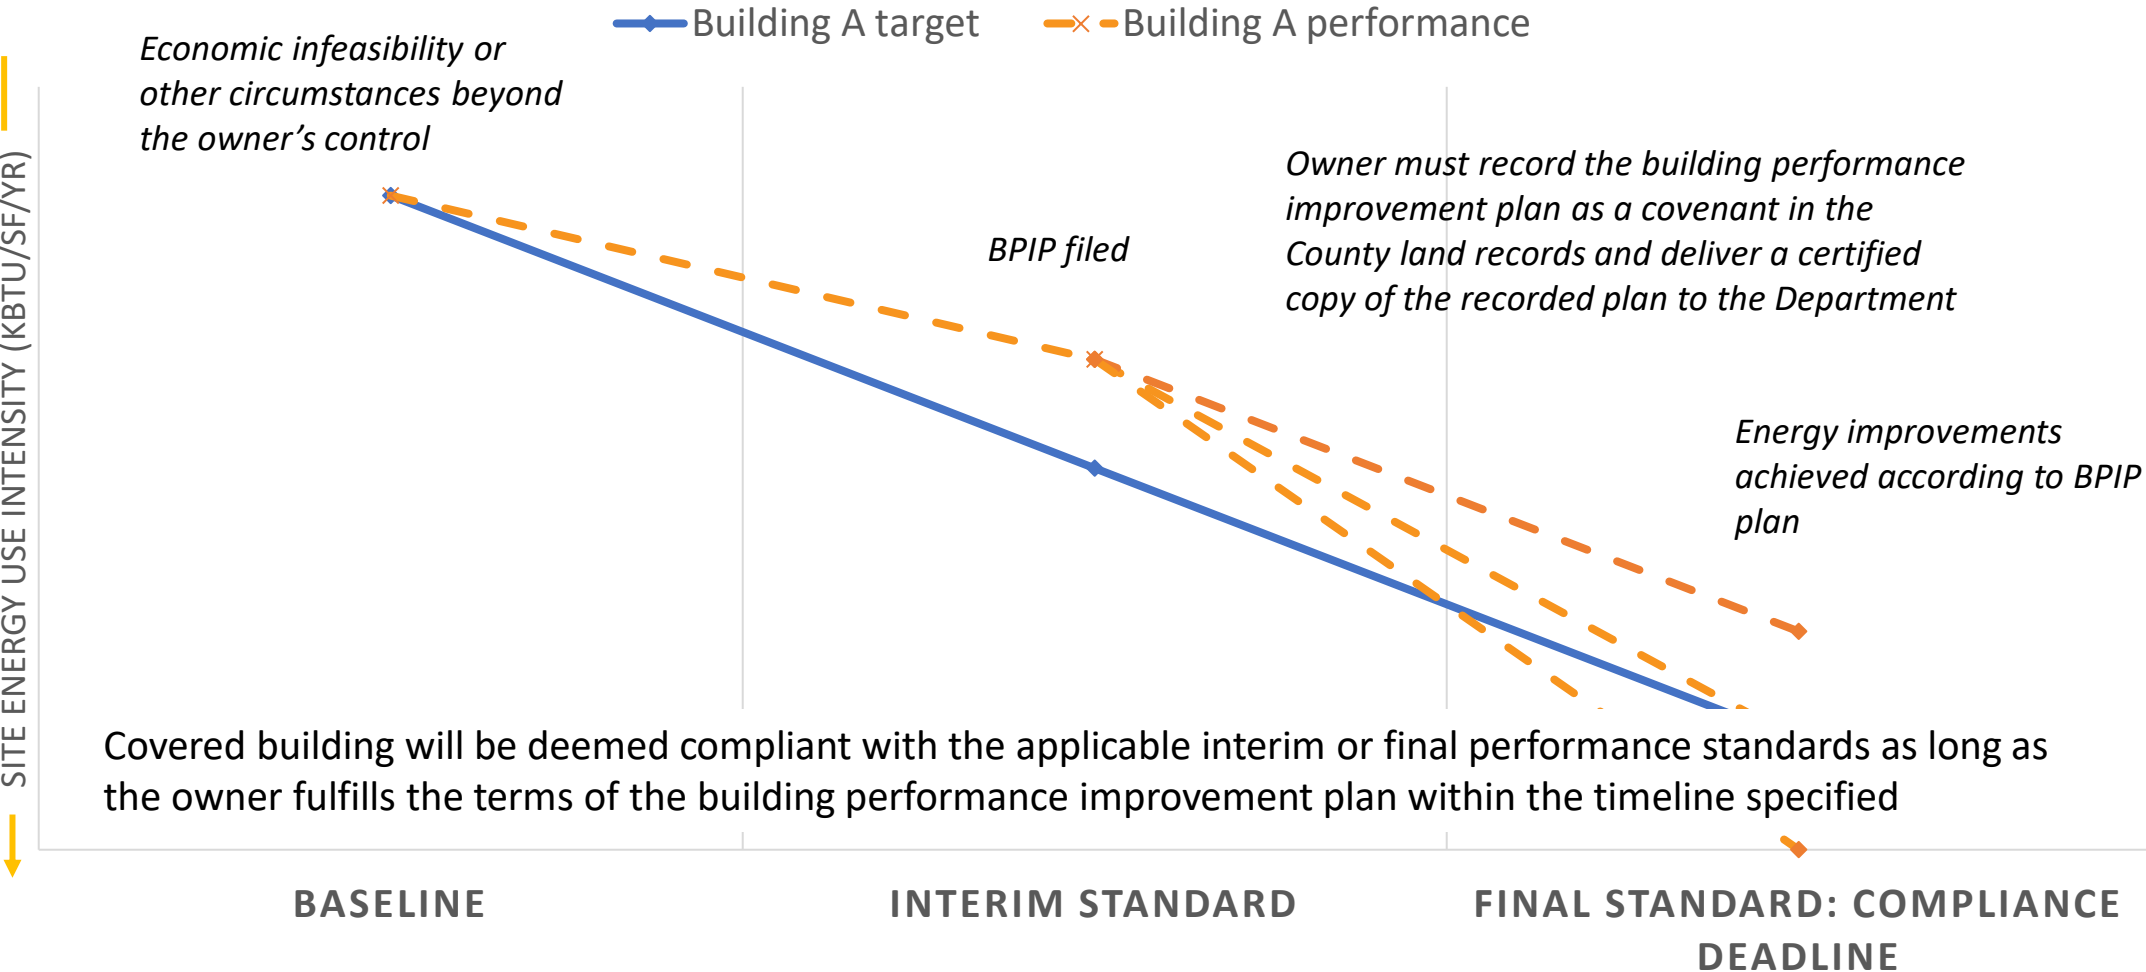 Building A target
Building A performance
Economic infeasibility or
other circumstances beyond
the owner’s control
SITE ENERGY USE INTENSITY (KBTU/SF/YR)
BPIP filed
Owner must record the building performance
improvement plan as a covenant in the
County land records and deliver a certified
copy of the recorded plan to the Department
Energy improvements
achieved according to BPIP
plan
Covered building will be deemed compliant with the applicable interim or final performance standards as long as
the owner fulfills the terms of the building performance improvement plan within the timeline specified
BASELINE
INTERIM STANDARD
FINAL STANDARD: COMPLIANCE
DEADLINE